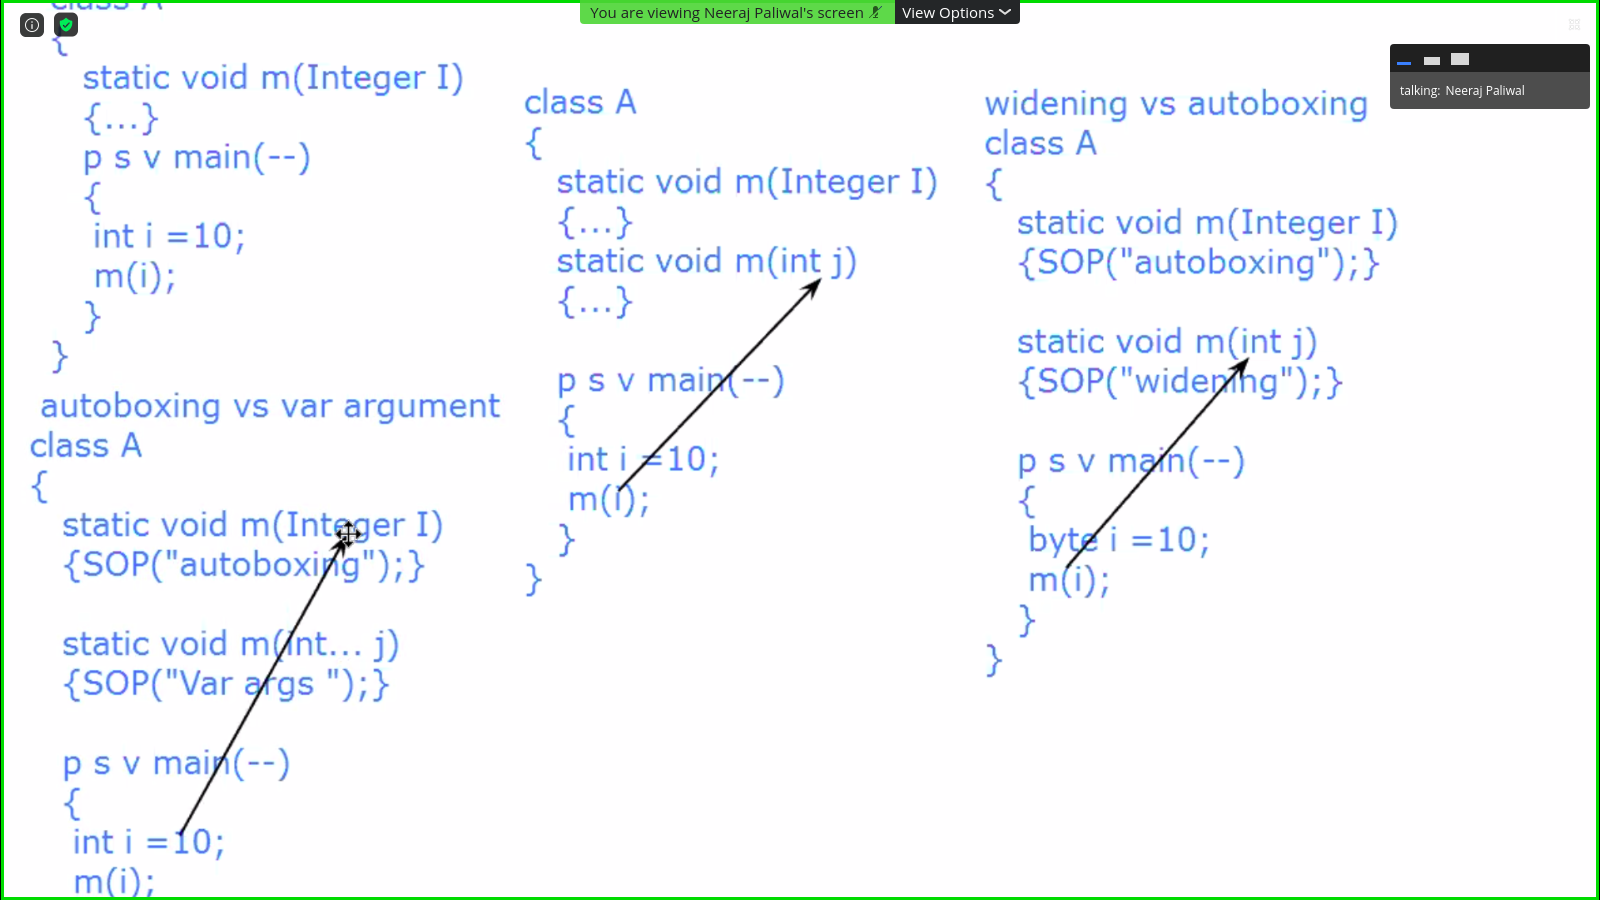 You are viewing Neeraj Paliwal's screen
View Options
talking: Neeraj Paliwal
class A
{
static void m(Integer I)
{...}
p s v main(--)
{
int i =10;
m(i);
}
}
autoboxing vs var argument
class A
{
static void m(Integer I)
{SOP("autoboxing");}
static void m(int... j)
{SOP("Var args ");}
p s v main(--)
{
int i =10;
m(i);
class A
{
static void m(Integer I)
{...}
static void m(int j)
{...}
p s v main(--)
{
int i =10;
m(i);
}
}
widening vs autoboxing
class A
{
static void m(Integer I)
{SOP("autoboxing");}
static void m(int j)
{SOP("widening");}
p s v main(--)
{
byte i =10;
m(i);
}
}